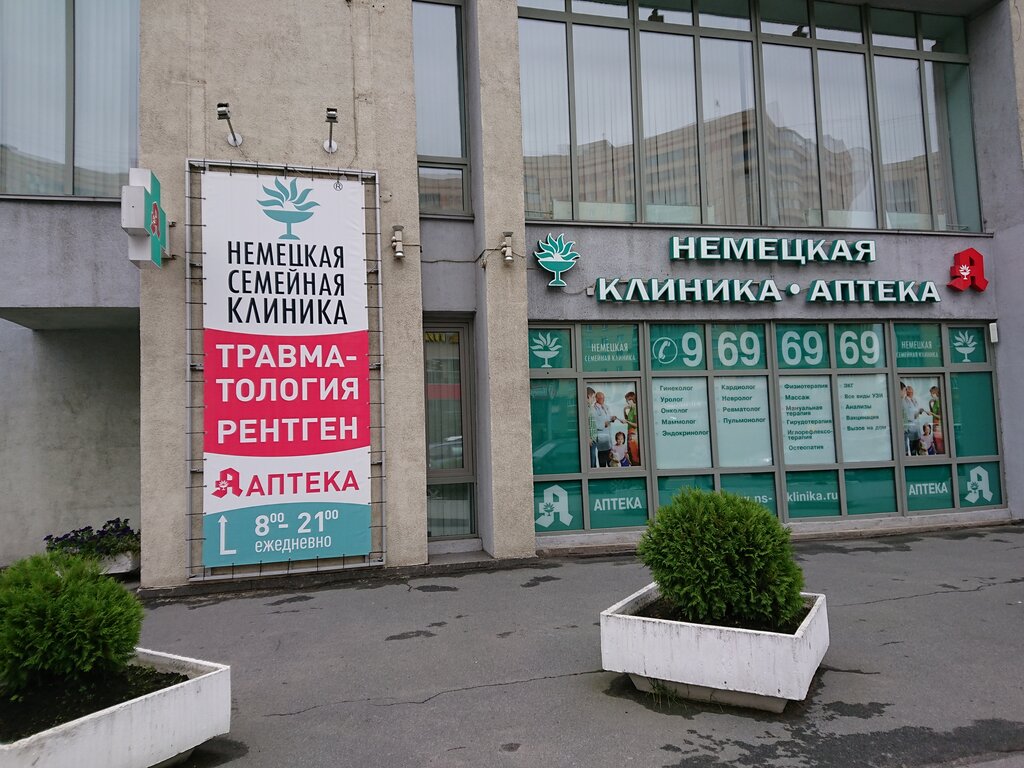 ®
НЕМЕЦКАЯ
СЕМЕЙНАЯ
КЛИНИКА
ТРАВМА-
ТОЛОГИЯ
РЕНТГЕН
А АПТЕКА
8⁰⁰- 21⁰⁰
ежедневно
НЕМЕЦКАЯ
КЛИНИКА • АПТЕКА
А
НЕМЕЦКАЯ
СЕМЕЙНАЯ КЛИНИКА
9 69 69 69
НЕМЕЦКАЯ
СЕМЕЙНАЯ КЛИНИКА
Гинеколог
Уролог
Онколог
Маммолог
Эндокринолог
Кардиолог
Невролог
Ревматолог
Пульмонолог
Физиотерапия
Массаж
Мануальная
терапия
Гирудотерапия
Иглорефлексо-
терапия
Остеопатия
ЭКГ
Все виды УЗИ
Анализы
Вакцинация
Вызов на дом
А
АПТЕКА
klinika.ru
АПТЕКА
А